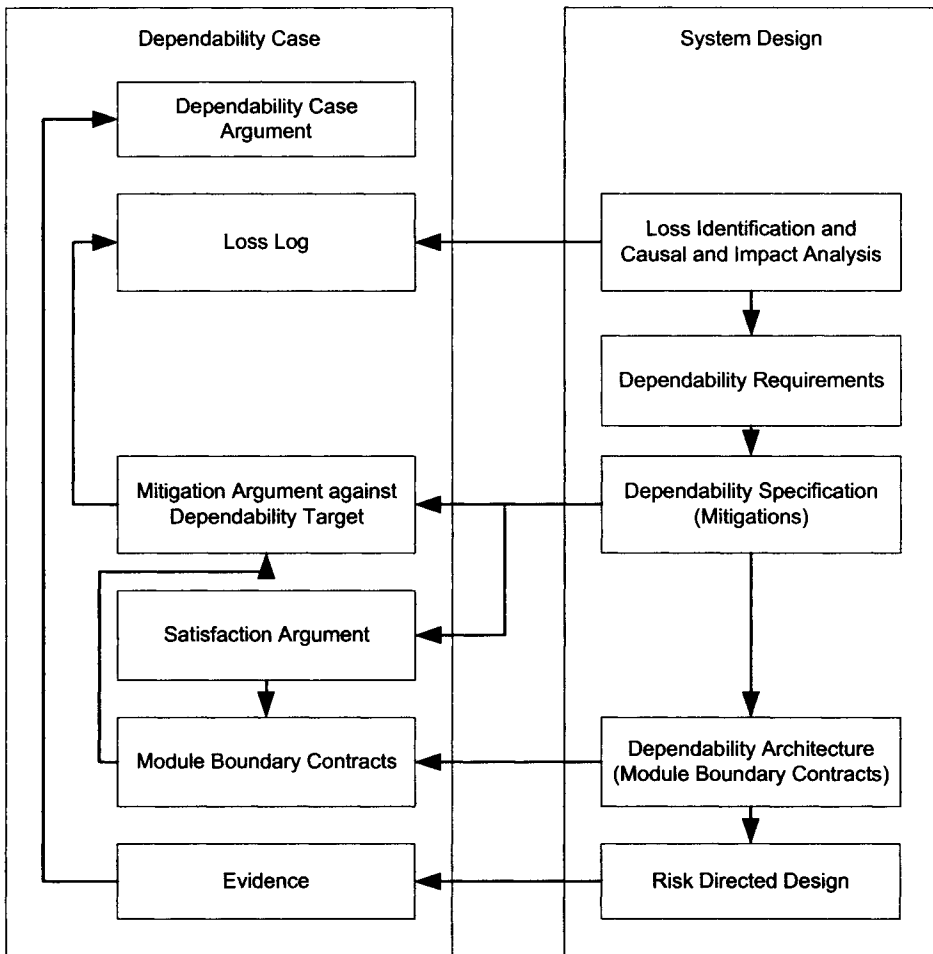 Dependability Case
Dependability Case
Argument
Loss Log
Mitigation Argument against
Dependability Target
Satisfaction Argument
Module Boundary Contracts
Evidence
System Design
Loss Identification and
Causal and Impact Analysis
Dependability Requirements
Dependability Specification
(Mitigations)
Dependability Architecture
(Module Boundary Contracts)
Risk Directed Design